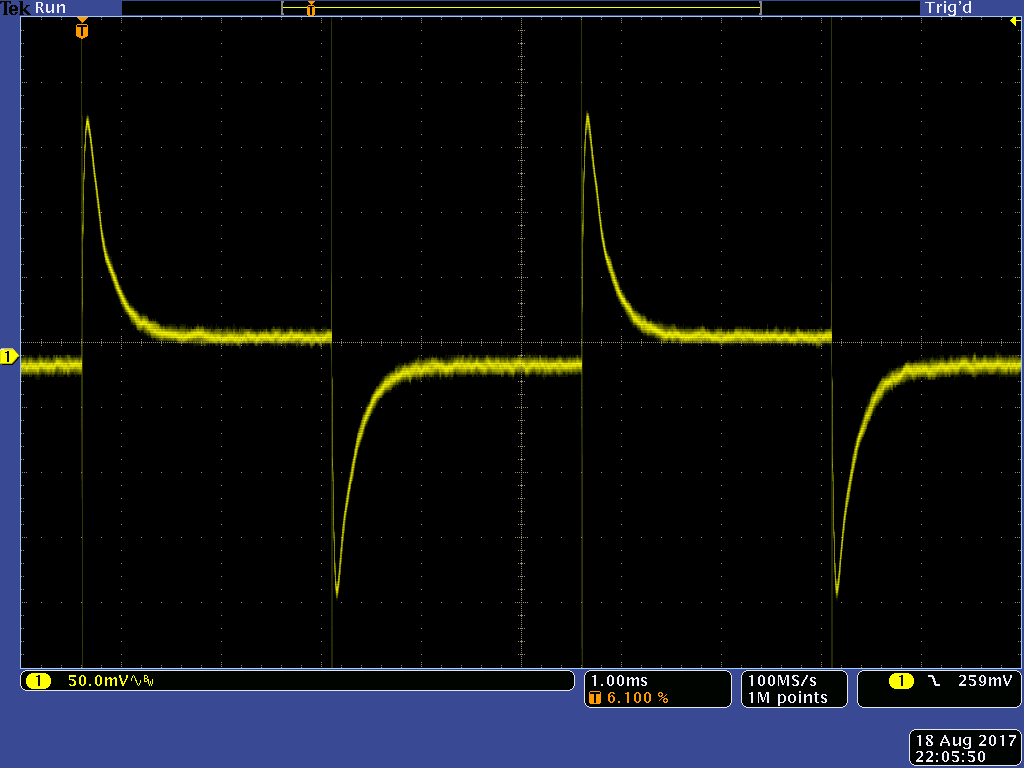 Tek Run Trig'd
T
T
1
1 50.0mV∿BW 1.00ms 100MS/s 1 259mV
T 6.100 % 1M points
18 Aug 2017
22:05:50